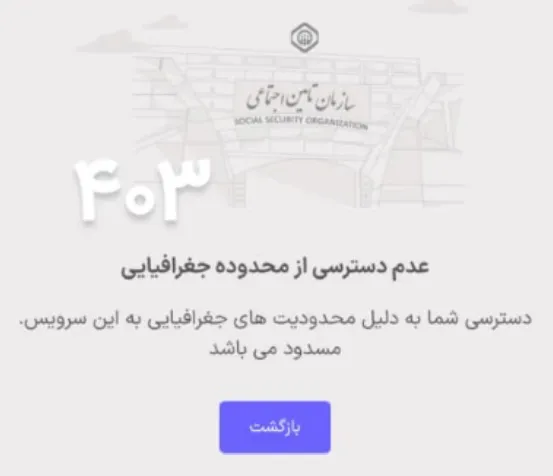 سازمان تامین اجتماعی
SOCIAL SECURITY ORGANIZATION
۴۰۳
عدم دسترسی از محدوده جغرافیایی
دسترسی شما به دلیل محدودیت های جغرافیایی به این سرویس.
مسدود می باشد
بازگشت